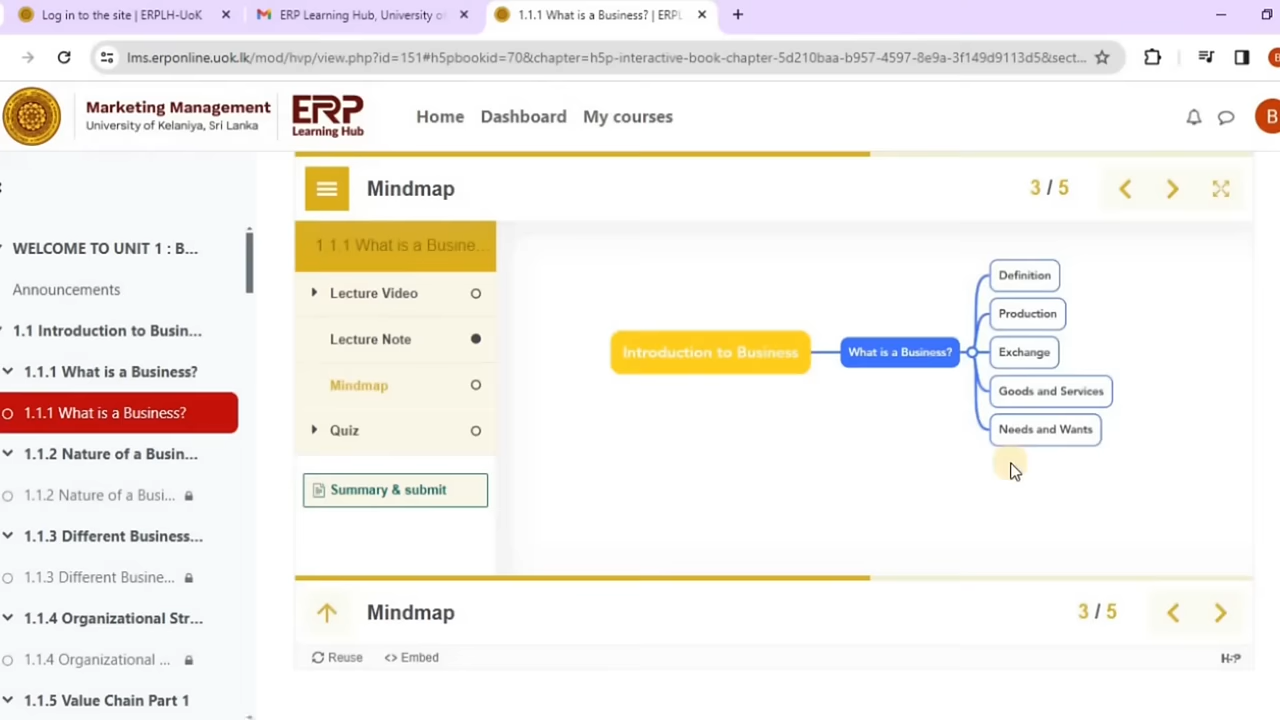 Log in to the site | ERPLH-UoK
ERP Learning Hub, University of
1.1.1 What is a Business? | ERPL
lms.erponline.uok.lk/mod/hvp/view.php?id=151#h5pbookid=70&chapter=h5p-interactive-book-chapter-5d210baa-b957-4597-8e9a-3f149d9113d5&sect...
B
Marketing Management
University of Kelaniya, Sri Lanka
ERP
Learning Hub
Home
Dashboard
My courses
B
WELCOME TO UNIT 1 : B...
Announcements
1.1 Introduction to Busin...
1.1.1 What is a Business?
1.1.1 What is a Business?
1.1.2 Nature of a Busin...
1.1.2 Nature of a Busi...
1.1.3 Different Business...
1.1.3 Different Busine...
1.1.4 Organizational Str...
1.1.4 Organizational ...
1.1.5 Value Chain Part 1
Mindmap
3 / 5
1 1 1 What is a Busine...
Lecture Video
Lecture Note
Mindmap
Quiz
Summary & submit
Introduction to Business
What is a Business?
Definition
Production
Exchange
Goods and Services
Needs and Wants
Mindmap
3 / 5
Reuse
<> Embed
H-P